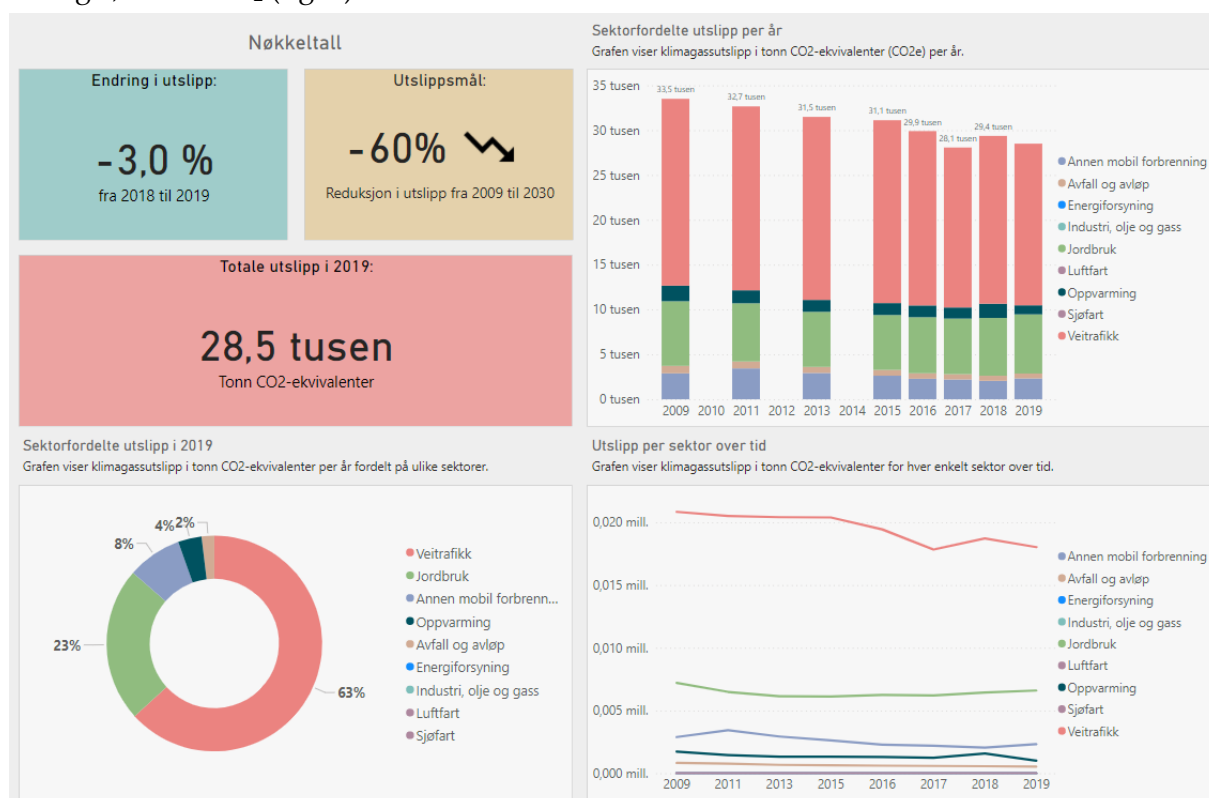 Nøkkeltall
Endring i utslipp:
-3,0 %
fra 2018 til 2019
Utslippsmål:
-60%
Reduksjon i utslipp fra 2009 til 2030
Totale utslipp i 2019:
28,5 tusen
Tonn CO2-ekvivalenter
Sektorfordelte utslipp per år
Grafen viser klimagassutslipp i tonn CO2-ekvivalenter (CO2e) per år.
35 tusen
30 tusen
25 tusen
20 tusen
15 tusen
10 tusen
5 tusen
0 tusen
33,5 tusen
32,7 tusen
31,5 tusen
31,1 tusen
29,9 tusen
28,1 tusen
29,4 tusen
2009 2010 2011 2012 2013 2014 2015 2016 2017 2018 2019
Annen mobil forbrenning
Avfall og avløp
Energiforsyning
Industri, olje og gass
Jordbruk
Luftfart
Oppvarming
Sjøfart
Veitrafikk
Sektorfordelte utslipp i 2019
Grafen viser klimagassutslipp i tonn CO2-ekvivalenter per år fordelt på ulike sektorer.
4% 2%
8%
23%
63%
Veitrafikk
Jordbruk
Annen mobil forbrenn...
Oppvarming
Avfall og avløp
Energiforsyning
Industri, olje og gass
Luftfart
Sjøfart
Utslipp per sektor over tid
Grafen viser klimagassutslipp i tonn CO2-ekvivalenter for hver enkelt sektor over tid.
0,020 mill.
0,015 mill.
0,010 mill.
0,005 mill.
0,000 mill.
2009 2011 2013 2015 2016 2017 2018 2019
Annen mobil forbrenning
Avfall og avløp
Energiforsyning
Industri, olje og gass
Jordbruk
Luftfart
Oppvarming
Sjøfart
Veitrafikk